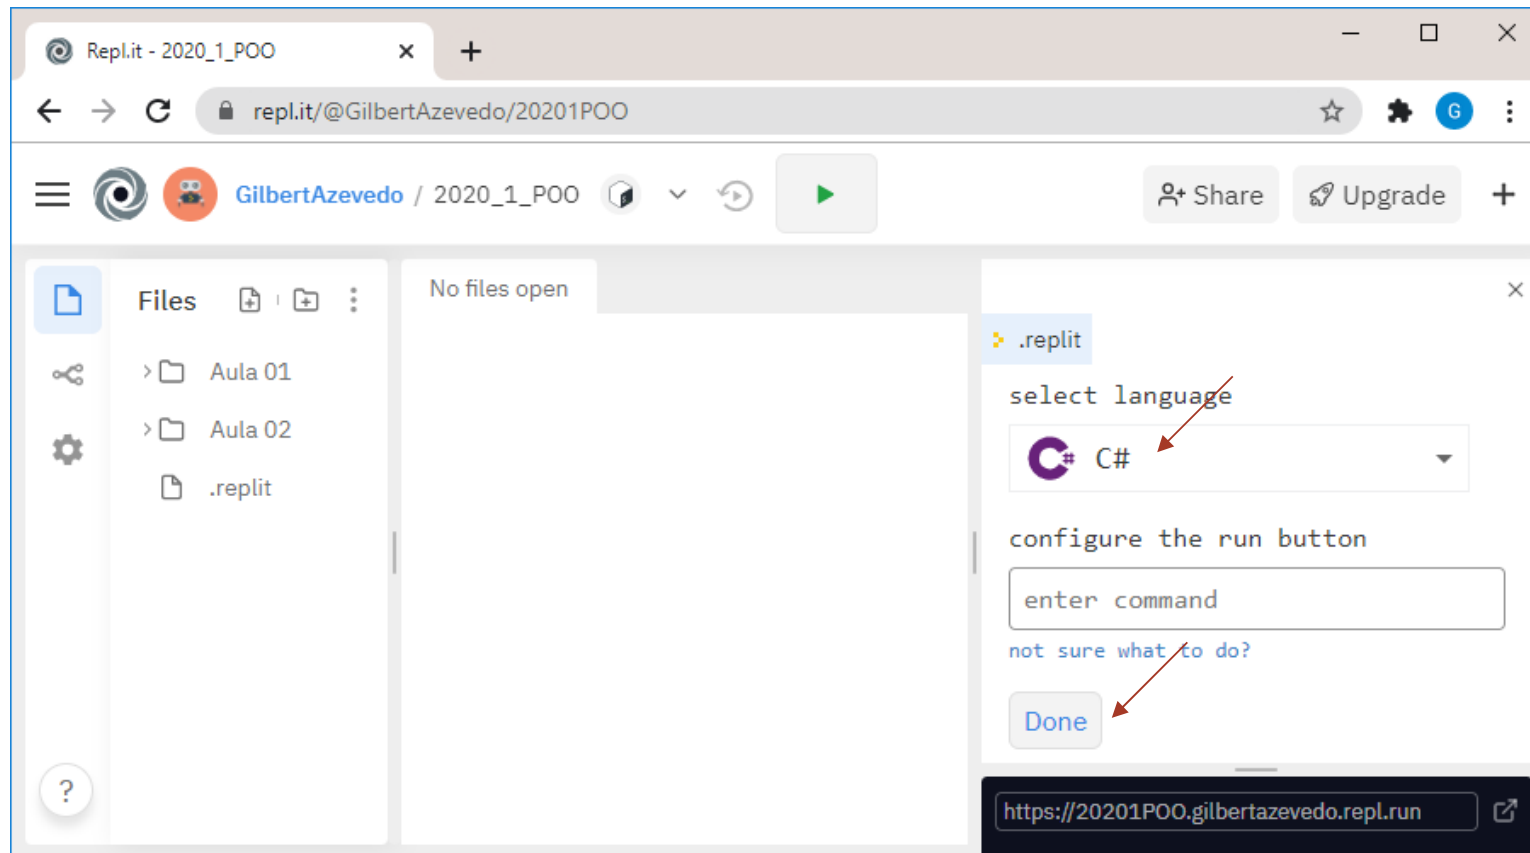 Repl.it - 2020_1_POO
repl.it/@GilbertAzevedo/20201POO
G
GilbertAzevedo / 2020_1_POO
Share
Upgrade
Files
No files open
Aula 01
Aula 02
.replit
.replit
select language
C# C#
configure the run button
enter command
not sure what to do?
Done
?
https://20201POO.gilbertazevedo.repl.run